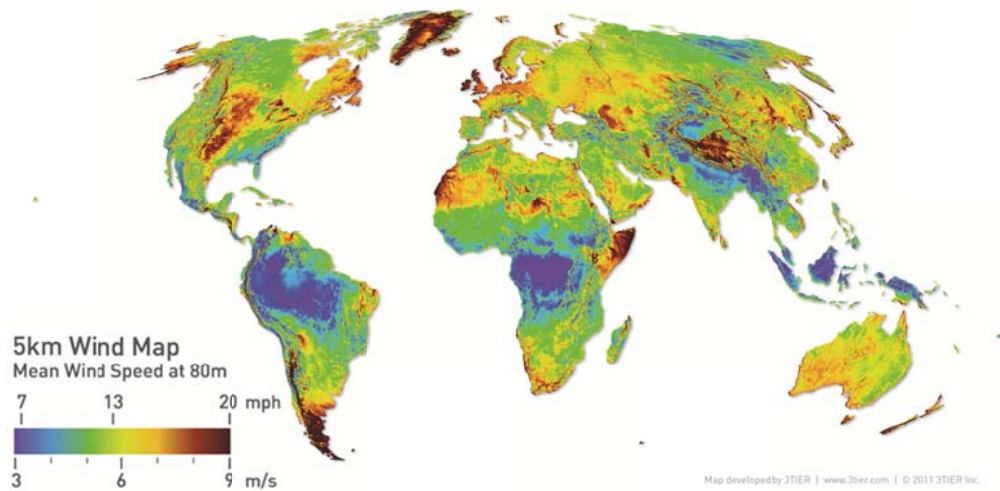 5km Wind Map
Mean Wind Speed at 80m
7 13 20 mph
3 6 9 m/s
Map developed by 3TIER | www.3tier.com | © 2011 3TIER Inc.